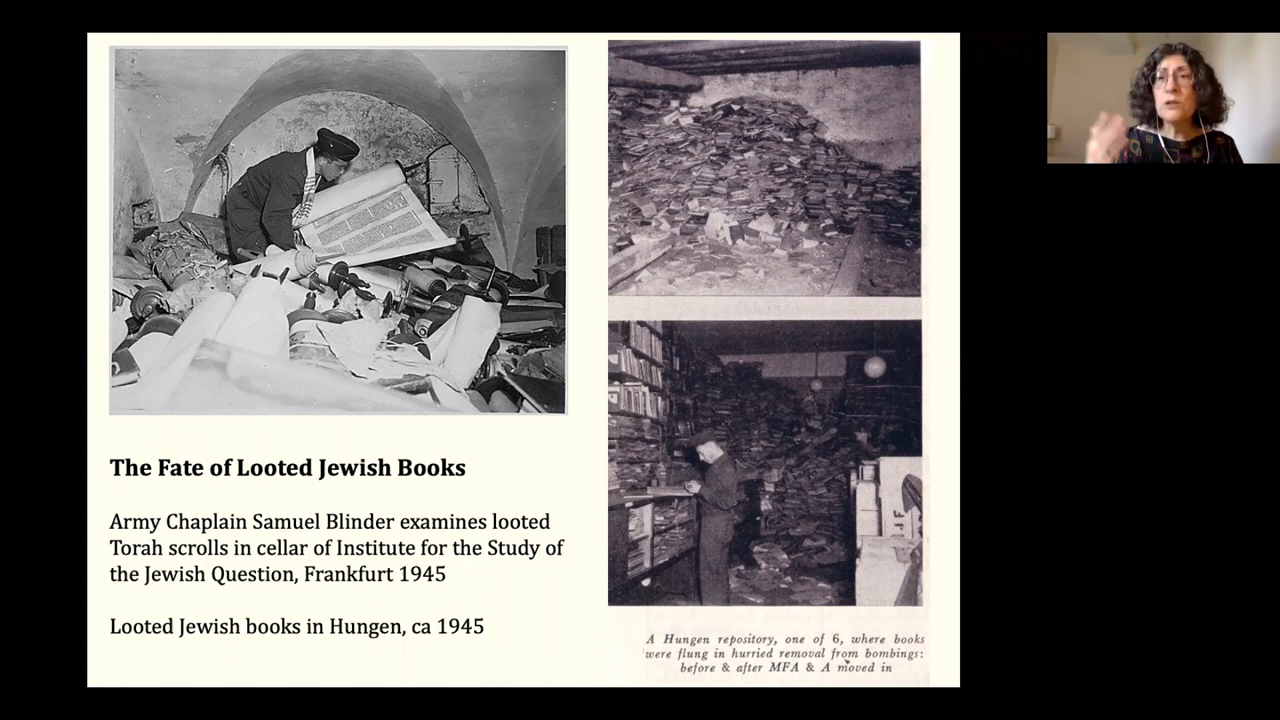 The Fate of Looted Jewish Books
Army Chaplain Samuel Blinder examines looted
Torah scrolls in cellar of Institute for the Study of
the Jewish Question, Frankfurt 1945
Looted Jewish books in Hungen, ca 1945
A Hungen repository, one of 6, where books
were flung in hurried removal from bombings:
before & after MFA & A moved in